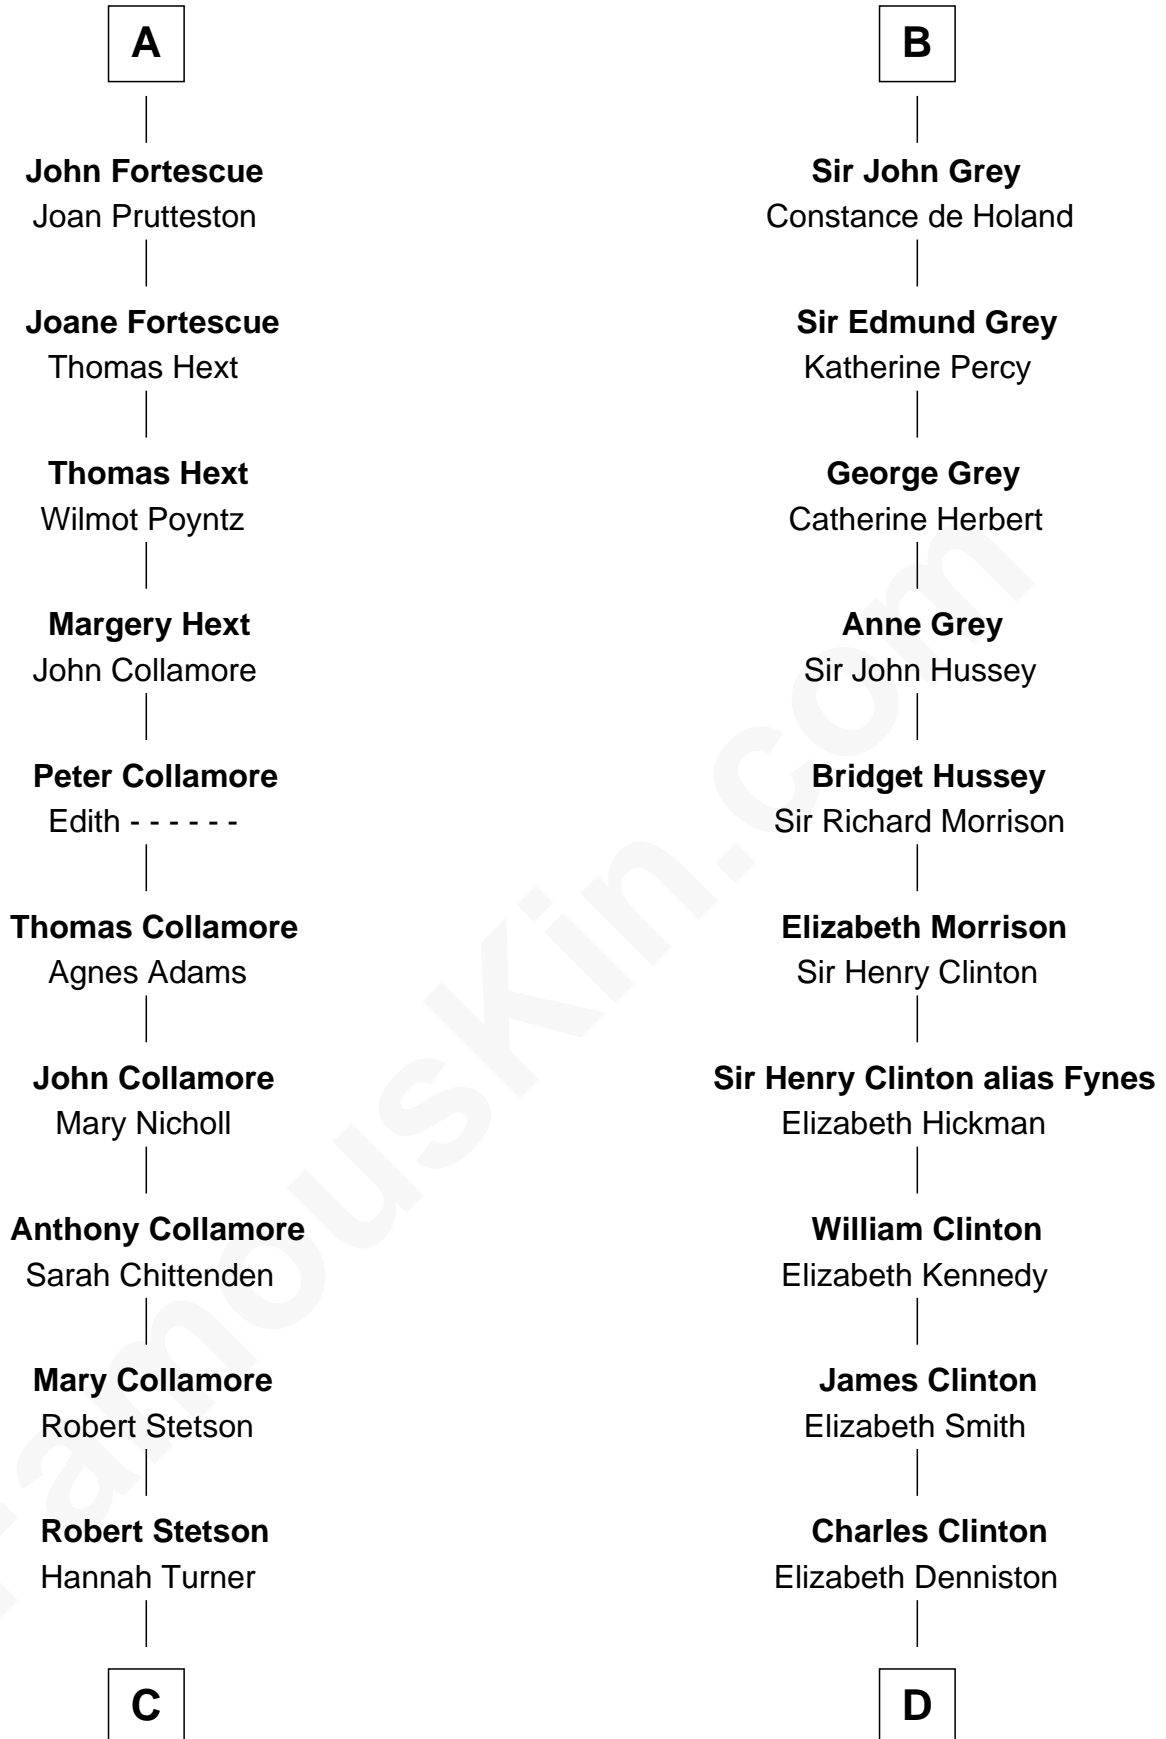 A
John Fortescue
Joan Prutteston
Joane Fortescue
Thomas Hext
Thomas Hext
Wilmot Poyntz
Margery Hext
John Collamore
Peter Collamore
Edith - - - - - -
Thomas Collamore
Agnes Adams
John Collamore
Mary Nicholl
Anthony Collamore
Sarah Chittenden
Mary Collamore
Robert Stetson
Robert Stetson
Hannah Turner
C
B
Sir John Grey
Constance de Holand
Sir Edmund Grey
Katherine Percy
George Grey
Catherine Herbert
Anne Grey
Sir John Hussey
Bridget Hussey
Sir Richard Morrison
Elizabeth Morrison
Sir Henry Clinton
Sir Henry Clinton alias Fynes
Elizabeth Hickman
William Clinton
Elizabeth Kennedy
James Clinton
Elizabeth Smith
Charles Clinton
Elizabeth Denniston
D
FamousKin.com